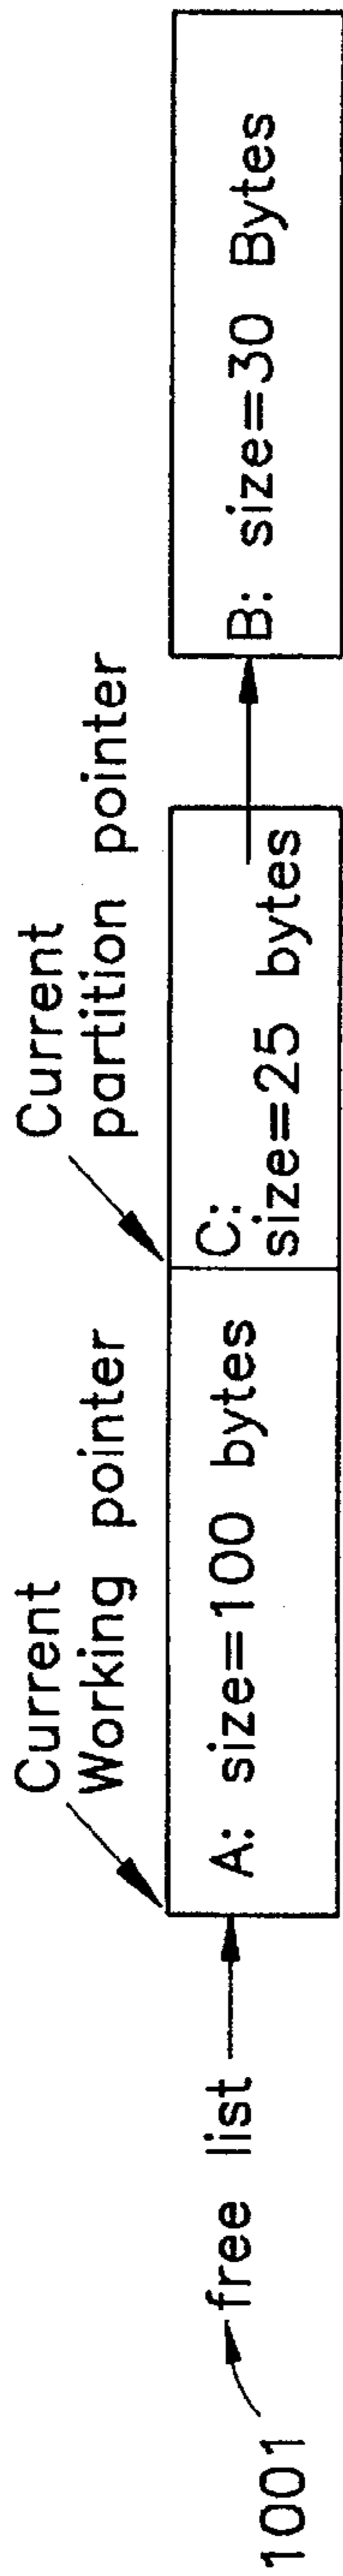 1001
free list
Current
Working pointer
A: size=100 bytes
Current
partition pointer
C:
size=25 bytes
B: size=30 Bytes